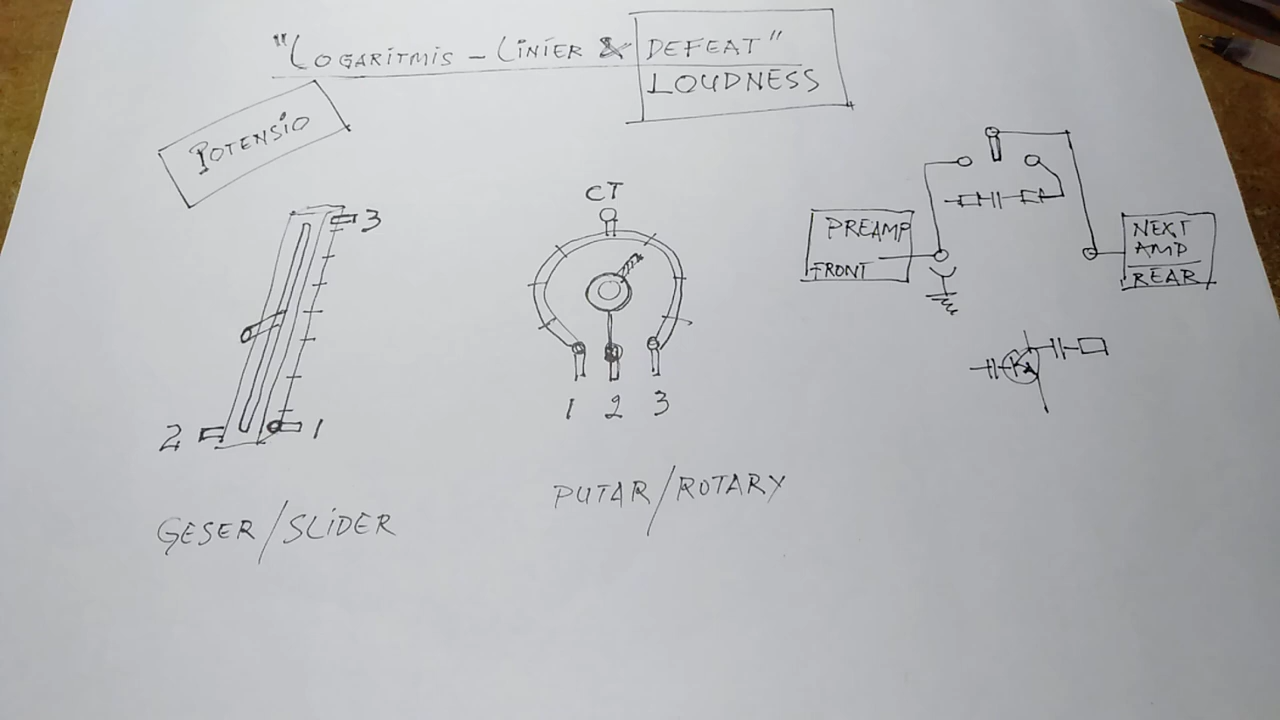 "LOGARITMIS - LINIER & DEFEAT"
LOUDNESS
POTENSIO
3
2
1
GESER/SLIDER
CT
1 2 3
PUTAR/ROTARY
PREAMP
FRONT
NEXT
AMP
REAR